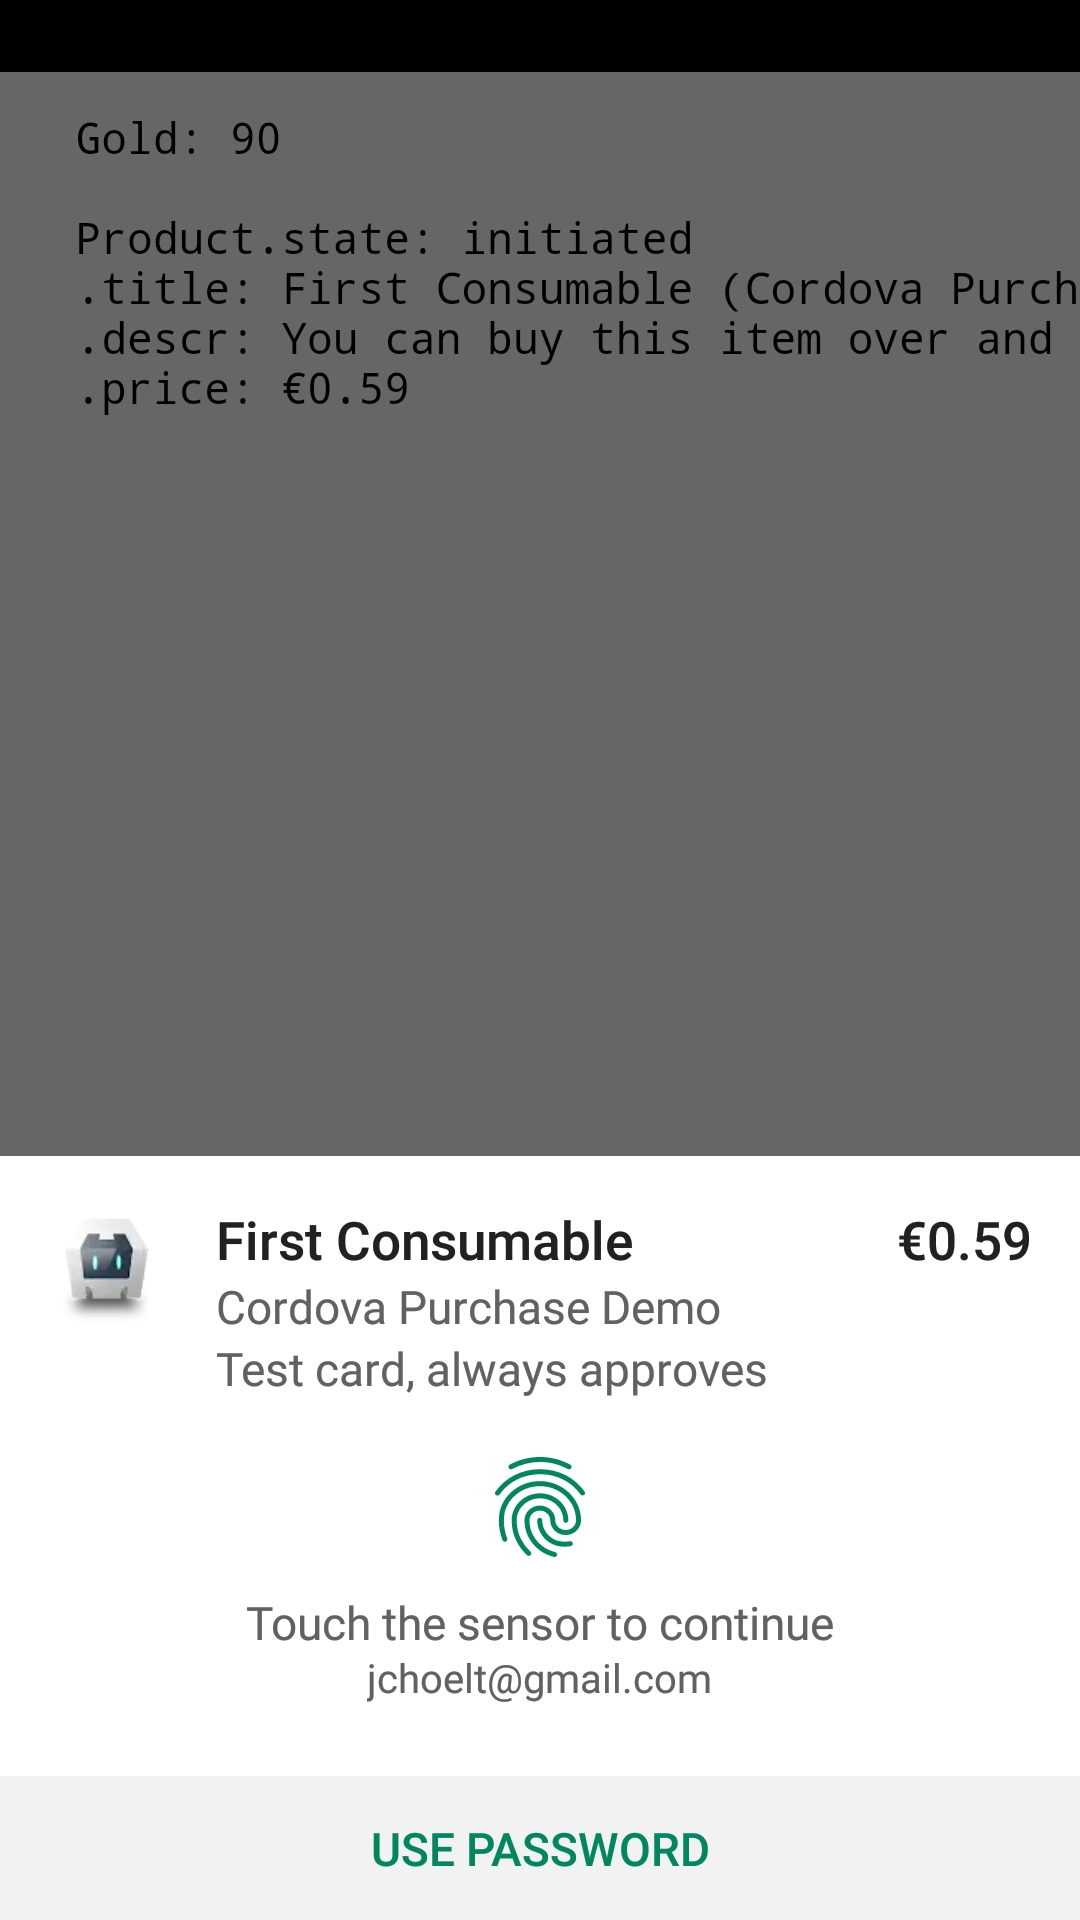 Gold: 90
Product.state: initiated
.title: First Consumable (Cordova Purch
.descr: You can buy this item over and
.price: €0.59
First Consumable €0.59
Cordova Purchase Demo
Test card, always approves
Touch the sensor to continue
jchoelt@gmail.com
USE PASSWORD